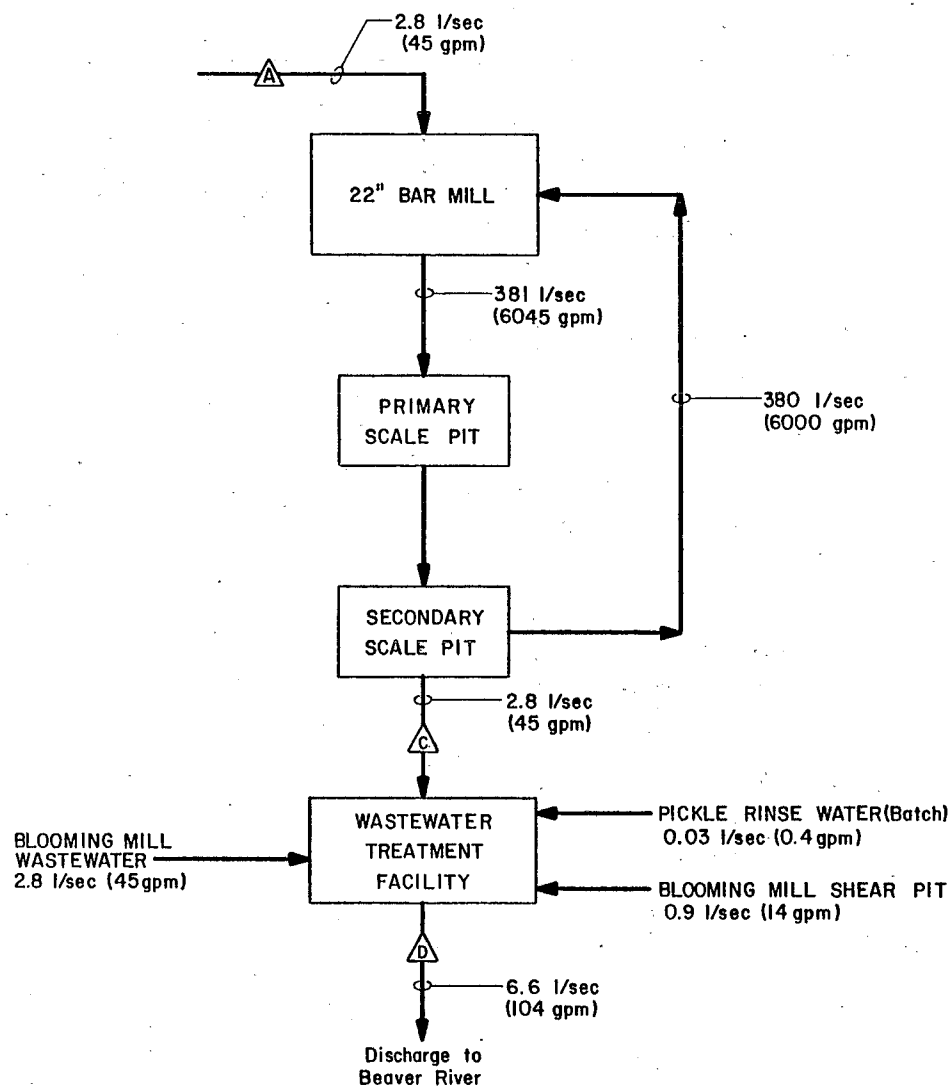 2.8 l/sec
(45 gpm)
A
22" BAR MILL
381 l/sec
(6045 gpm)
PRIMARY
SCALE PIT
380 l/sec
(6000 gpm)
SECONDARY
SCALE PIT
2.8 l/sec
(45 gpm)
C
WASTEWATER
TREATMENT
FACILITY
PICKLE RINSE WATER(Batch)
0.03 l/sec (0.4 gpm)
BLOOMING MILL
WASTEWATER
2.8 l/sec (45gpm)
BLOOMING MILL SHEAR PIT
0.9 l/sec (14 gpm)
D
6.6 l/sec
(104 gpm)
Discharge to
Beaver River